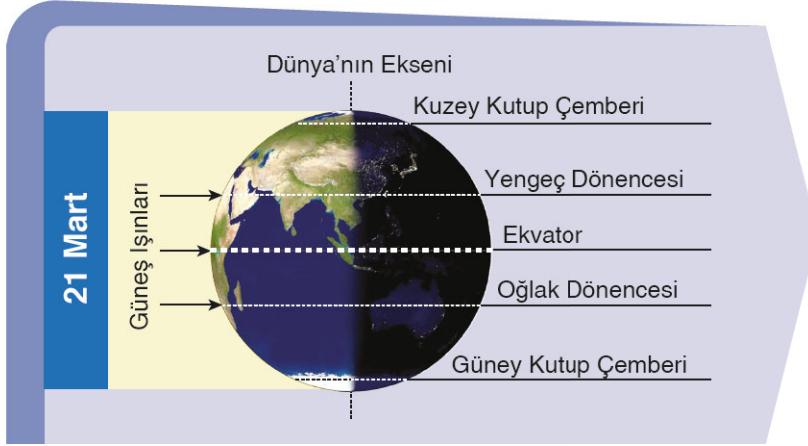 Dünya'nın Ekseni
Kuzey Kutup Çemberi
Yengeç Dönencesi
Ekvator
Oğlak Dönencesi
Güney Kutup Çemberi
21 Mart
Güneş Işınları